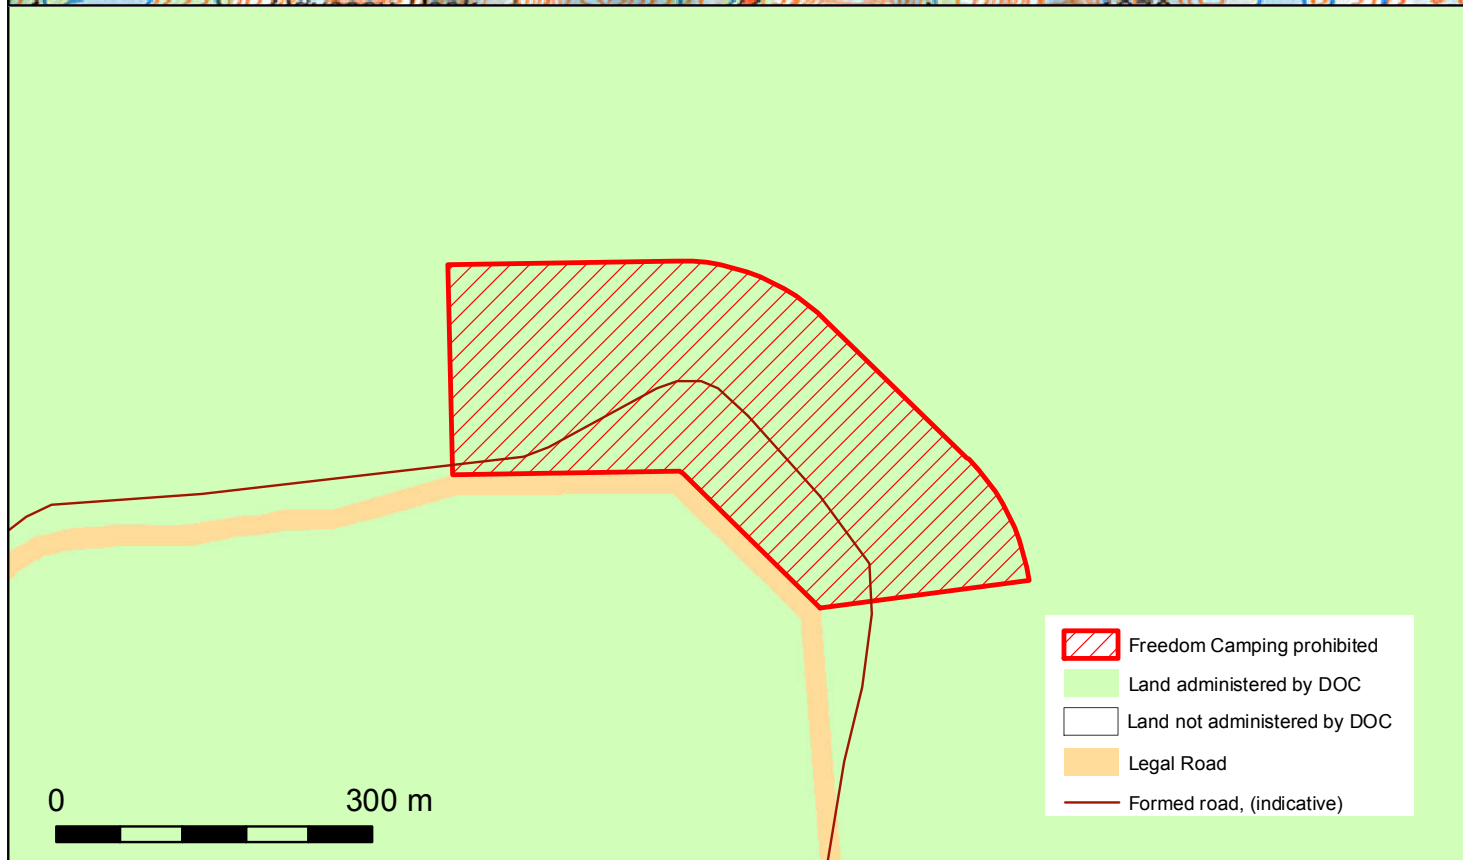 Freedom Camping prohibited
Land administered by DOC
Land not administered by DOC
Legal Road
Formed road, (indicative)
0 300 m